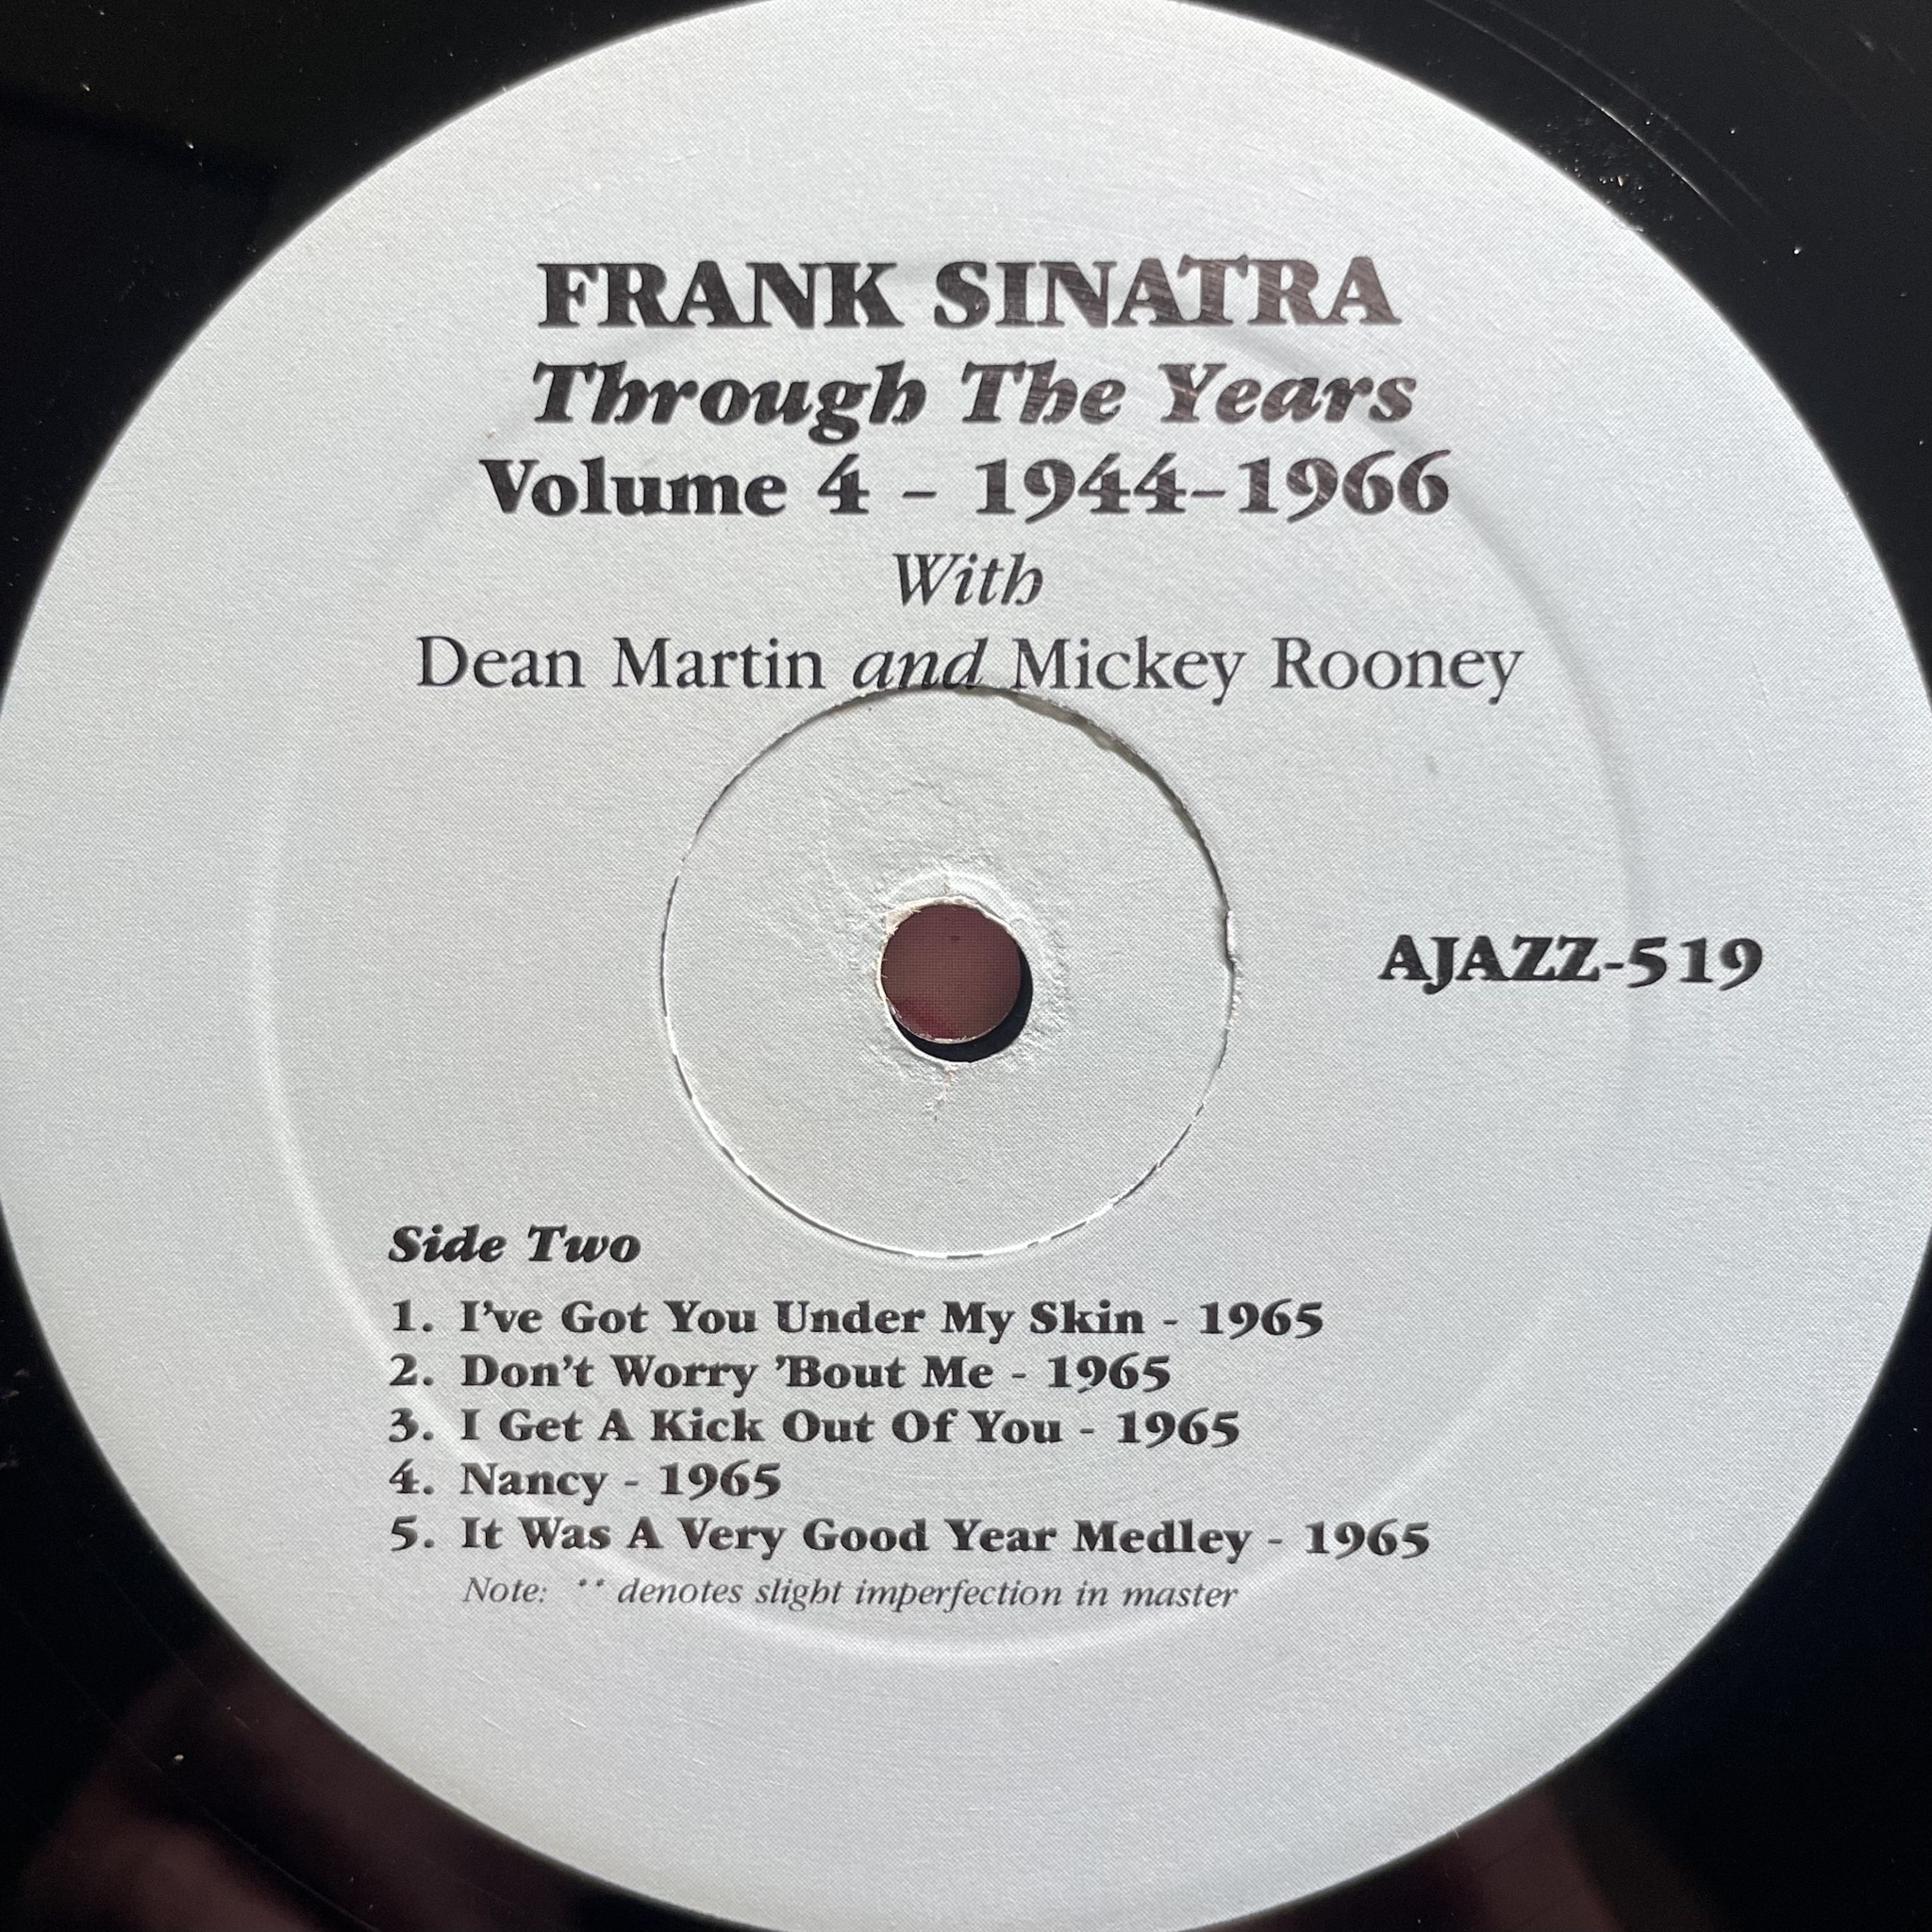 FRANK SINATRA
Through The Years
Volume 4 – 1944–1966
With
Dean Martin and Mickey Rooney
AJAZZ-519
Side Two
1. I've Got You Under My Skin - 1965
2. Don't Worry 'Bout Me - 1965
3. I Get A Kick Out Of You - 1965
4. Nancy - 1965
5. It Was A Very Good Year Medley - 1965
Note: ** denotes slight imperfection in master